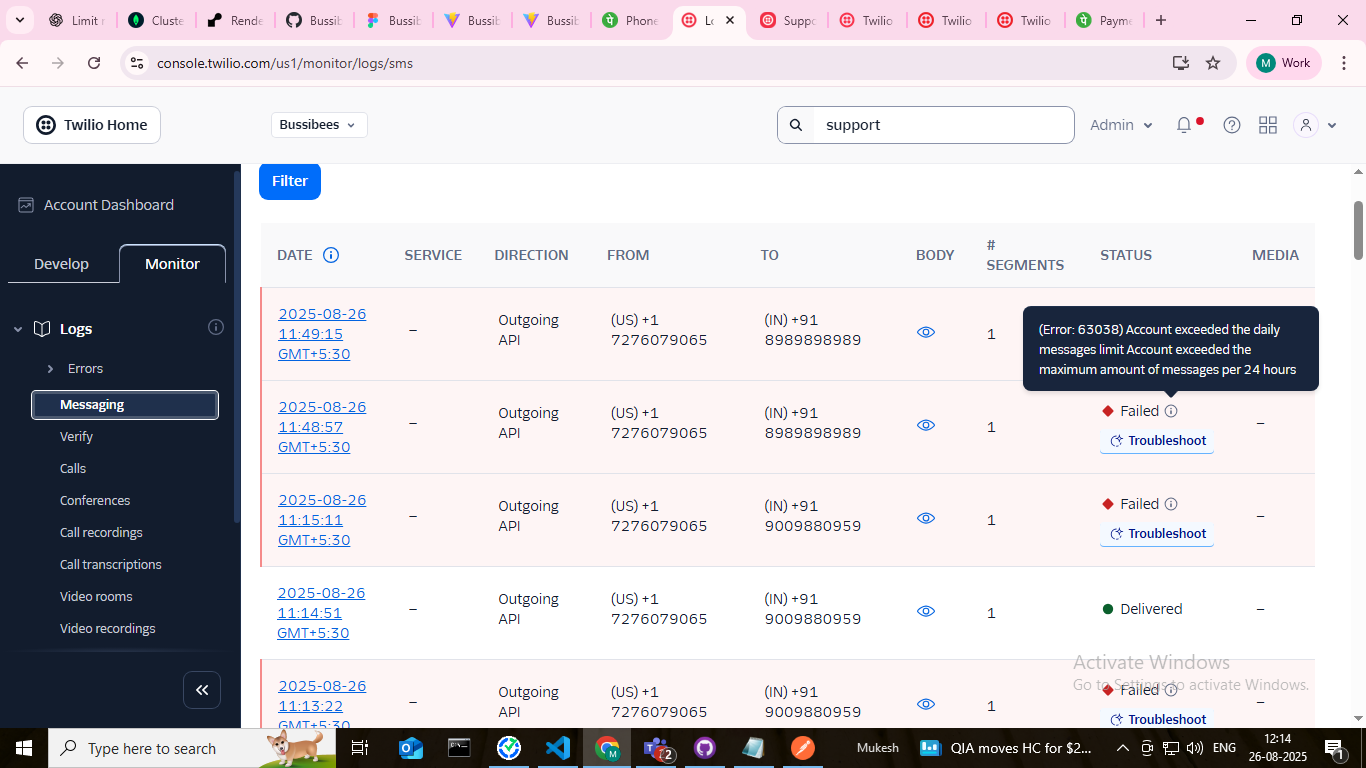 Limit r
Cluste
Rende
Bussib
Bussib
Bussib
Bussib
Phone
Lo
Suppo
Twilio
Twilio
Twilio
Payme
console.twilio.com/us1/monitor/logs/sms
M Work
Twilio Home
Bussibees
support
Admin
Account Dashboard
Develop
Monitor
Logs
Errors
Messaging
Verify
Calls
Conferences
Call recordings
Call transcriptions
Video rooms
Video recordings
Filter
DATE SERVICE DIRECTION FROM TO BODY # SEGMENTS STATUS MEDIA
2025-08-26 11:49:15 GMT+5:30 – Outgoing API (US) +1 7276079065 (IN) +91 8989898989 1
(Error: 63038) Account exceeded the daily
messages limit Account exceeded the
maximum amount of messages per 24 hours
2025-08-26 11:48:57 GMT+5:30 – Outgoing API (US) +1 7276079065 (IN) +91 8989898989 1 Failed Troubleshoot –
2025-08-26 11:15:11 GMT+5:30 – Outgoing API (US) +1 7276079065 (IN) +91 9009880959 1 Failed Troubleshoot –
2025-08-26 11:14:51 GMT+5:30 – Outgoing API (US) +1 7276079065 (IN) +91 9009880959 1 Delivered –
2025-08-26 11:13:22 GMT+5:30 – Outgoing API (US) +1 7276079065 (IN) +91 9009880959 1 Failed Troubleshoot –
Activate Windows
Go to Settings to activate Windows.
Type here to search
2
Mukesh
QIA moves HC for $2...
ENG
12:14
26-08-2025
1